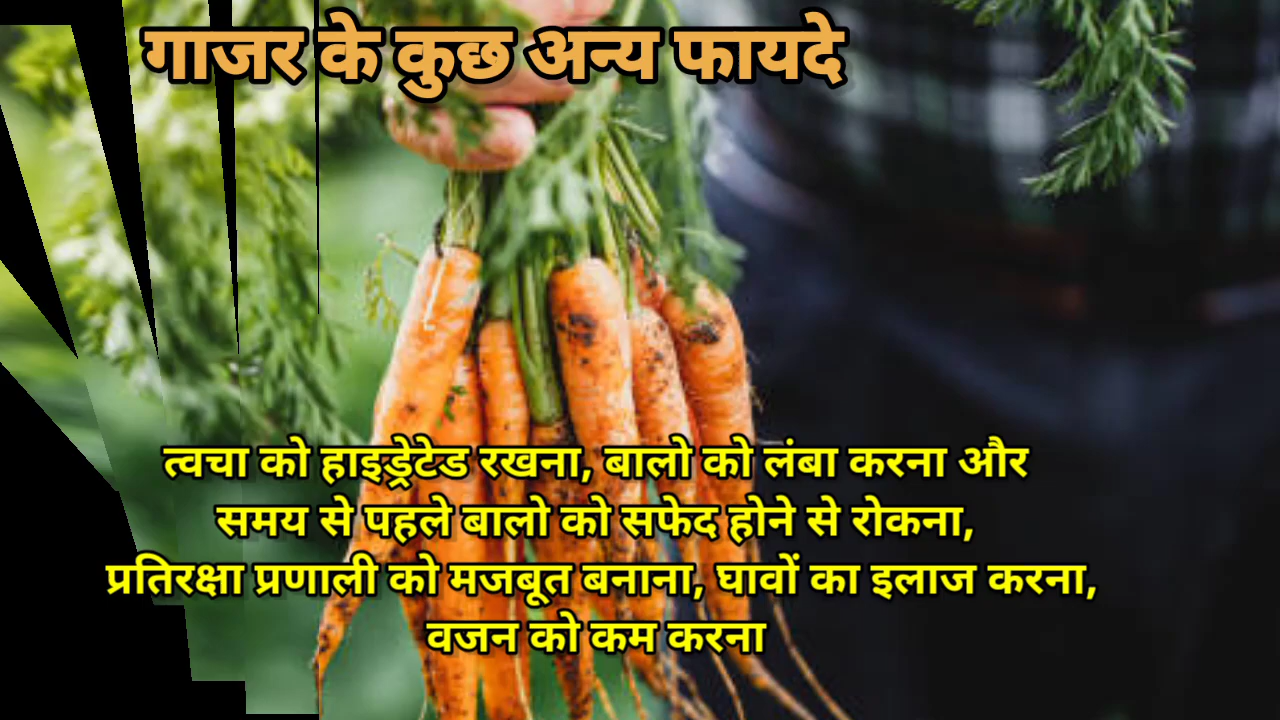 गाजर के कुछ अन्य फायदे
त्वचा को हाइड्रेटेड रखना, बालो को लंबा करना और
समय से पहले बालो को सफेद होने से रोकना,
प्रतिरक्षा प्रणाली को मजबूत बनाना, घावों का इलाज करना,
वजन को कम करना